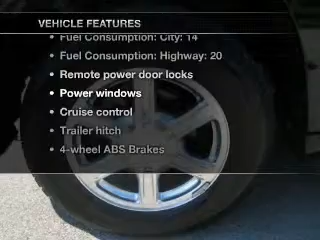 VEHICLE FEATURES
• Fuel Consumption: City: 14
• Fuel Consumption: Highway: 20
• Remote power door locks
• Power windows
• Cruise control
• Trailer hitch
• 4-wheel ABS Brakes